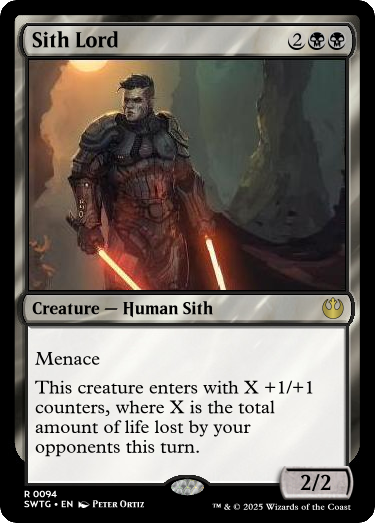 Sith Lord 2
Creature — Human Sith
Menace
This creature enters with X +1/+1
counters, where X is the total
amount of life lost by your
opponents this turn.
2/2
R 0094
SWTG • EN Peter Ortiz
™ & © 2025 Wizards of the Coast